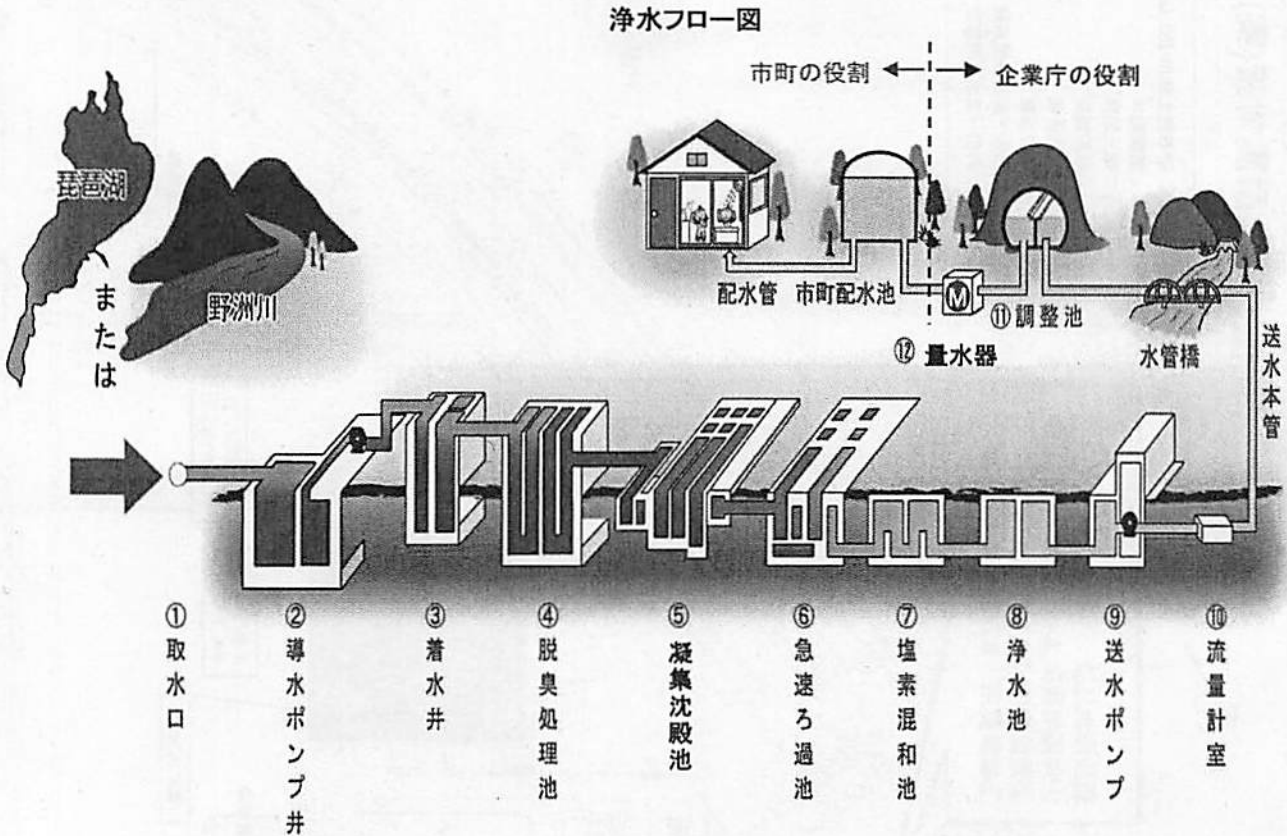 浄水フロー図
市町の役割 ← → 企業庁の役割
琵琶湖
または
野洲川
配水管
市町配水池
M
⑪調整池
⑫ 量水器
水管橋
送水本管
①取水口
②導水ポンプ井
③着水井
④脱臭処理池
⑤凝集沈殿池
⑥急速ろ過池
⑦塩素混和池
⑧浄水池
⑨送水ポンプ
⑩流量計室